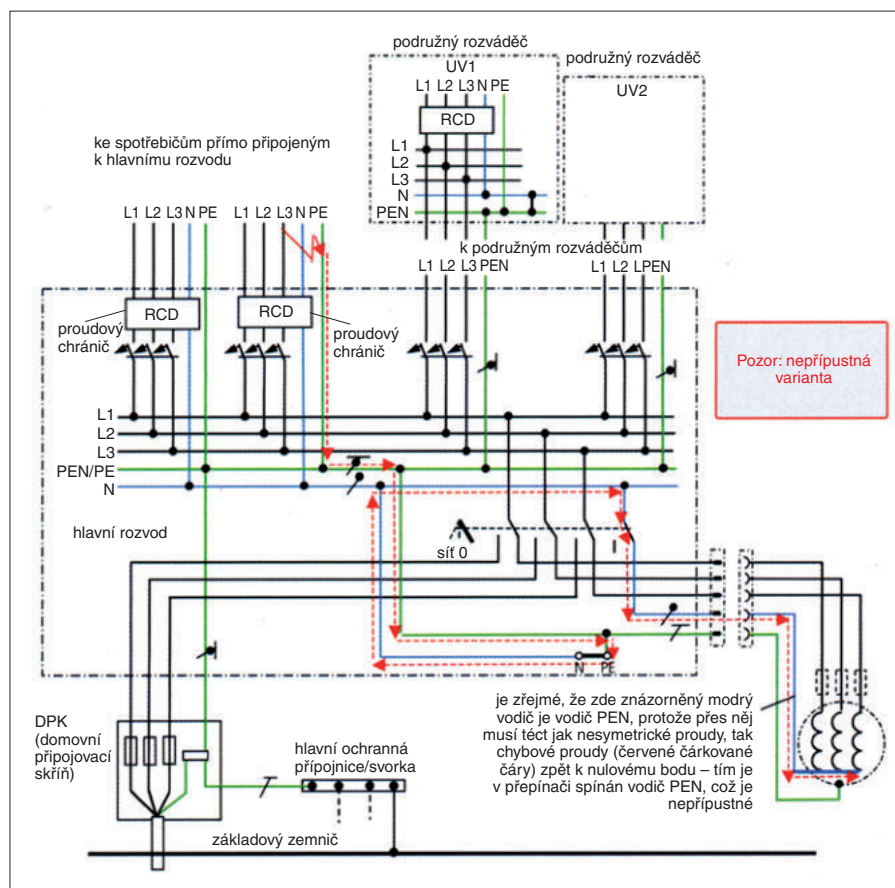 podružný rozváděč
podružný rozváděč
UV1
UV2
L1 L2 L3 N PE
RCD
ke spotřebičům přímo připojeným
k hlavnímu rozvodu
L1
L2
L3
N
PEN
L1 L2 L3 N PE L1 L2 L3 N PE
k podružným rozváděčům
L1 L2 L3 PEN
L1 L2 LPEN
RCD
RCD
proudový
chránič
proudový
chránič
Pozor: nepřípustná
varianta
L1
L2
L3
PEN/PE
N
hlavní rozvod
síť 0
I
N PE
DPK
(domovní
připojovací
skříň)
hlavní ochranná
přípojnice/svorka
základový zemnič
je zřejmé, že zde znázorněný modrý
vodič je vodič PEN, protože přes něj
musí téct jak nesymetrické proudy, tak
chybové proudy (červené čárkované
čáry) zpět k nulovému bodu – tím je
v přepínači spínán vodič PEN, což je
nepřípustné